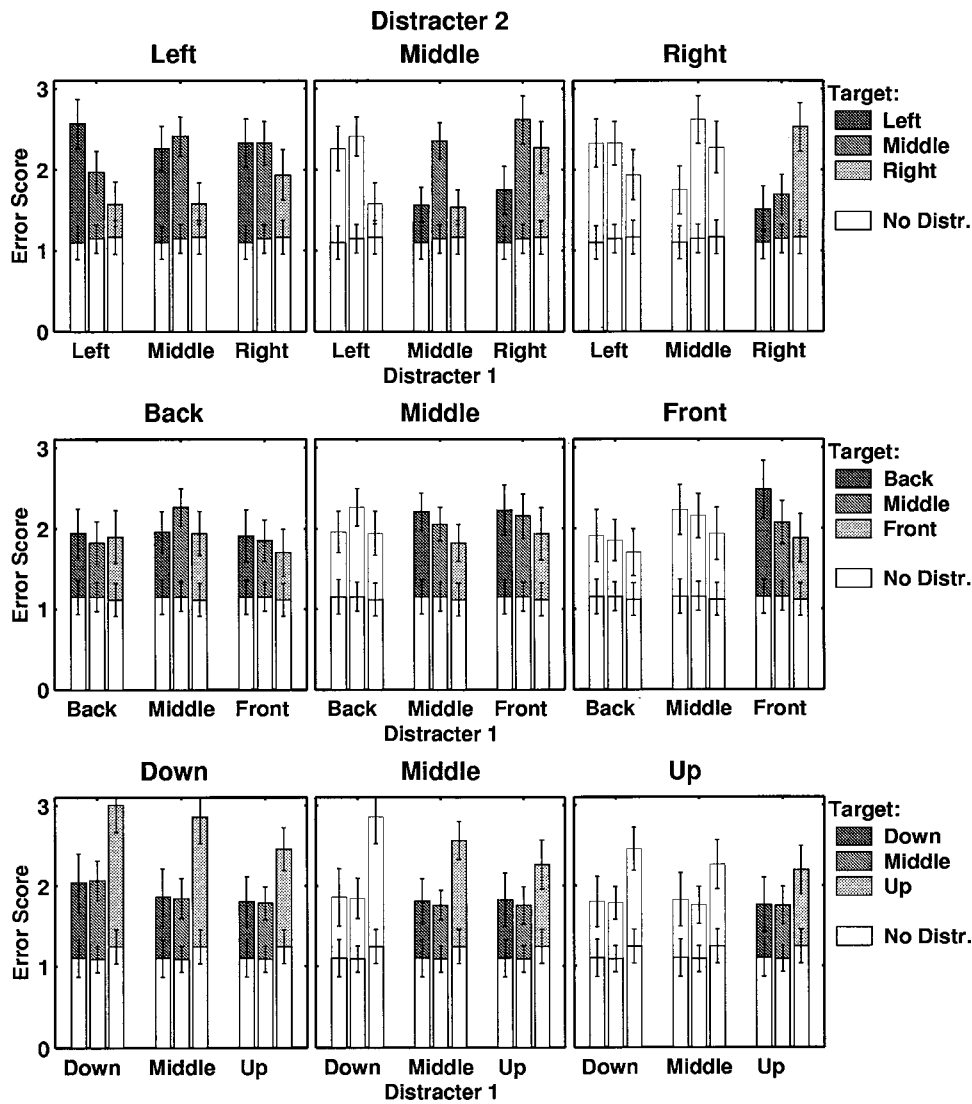 Distracter 2
Left Middle Right
3
2
1
0
Error Score
Left Middle Right Left Middle Right Left Middle Right
Distracter 1
Target:
Left
Middle
Right
No Distr.
Back Middle Front
3
2
1
0
Error Score
Back Middle Front Back Middle Front Back Middle Front
Distracter 1
Target:
Back
Middle
Front
No Distr.
Down Middle Up
3
2
1
0
Error Score
Down Middle Up Down Middle Up Down Middle Up
Distracter 1
Target:
Down
Middle
Up
No Distr.